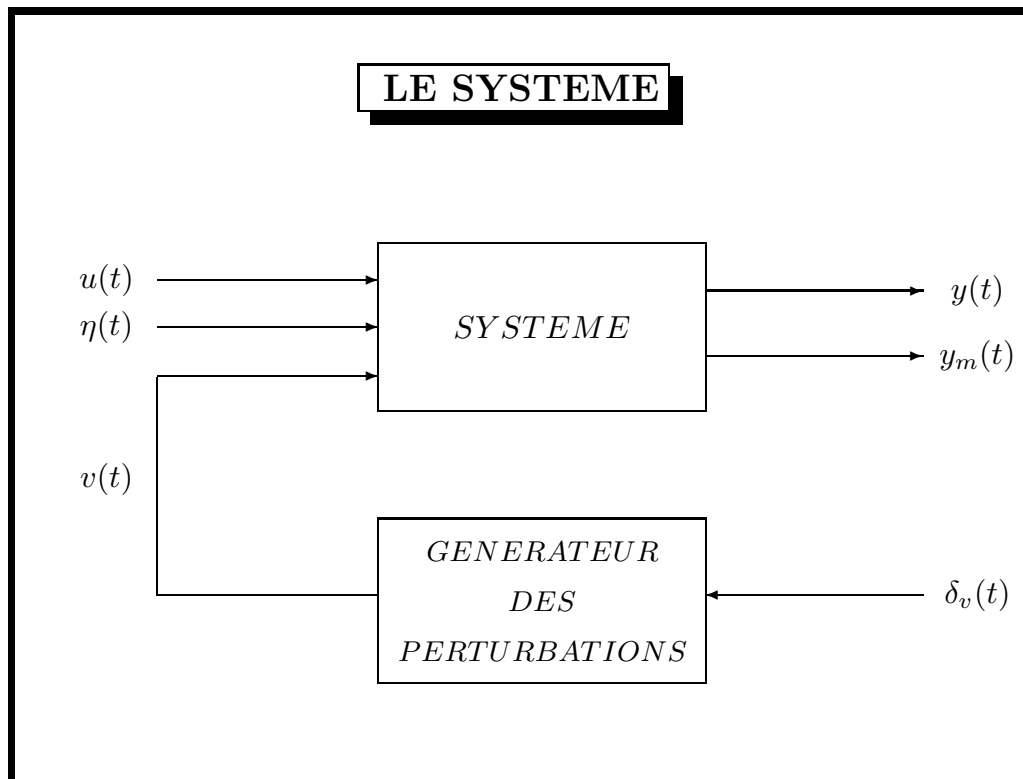 LE SYSTEME
u(t)
η(t)
v(t)
SYSTEME
y(t)
y_m(t)
GENERATEUR
DES
PERTURBATIONS
δ_v(t)